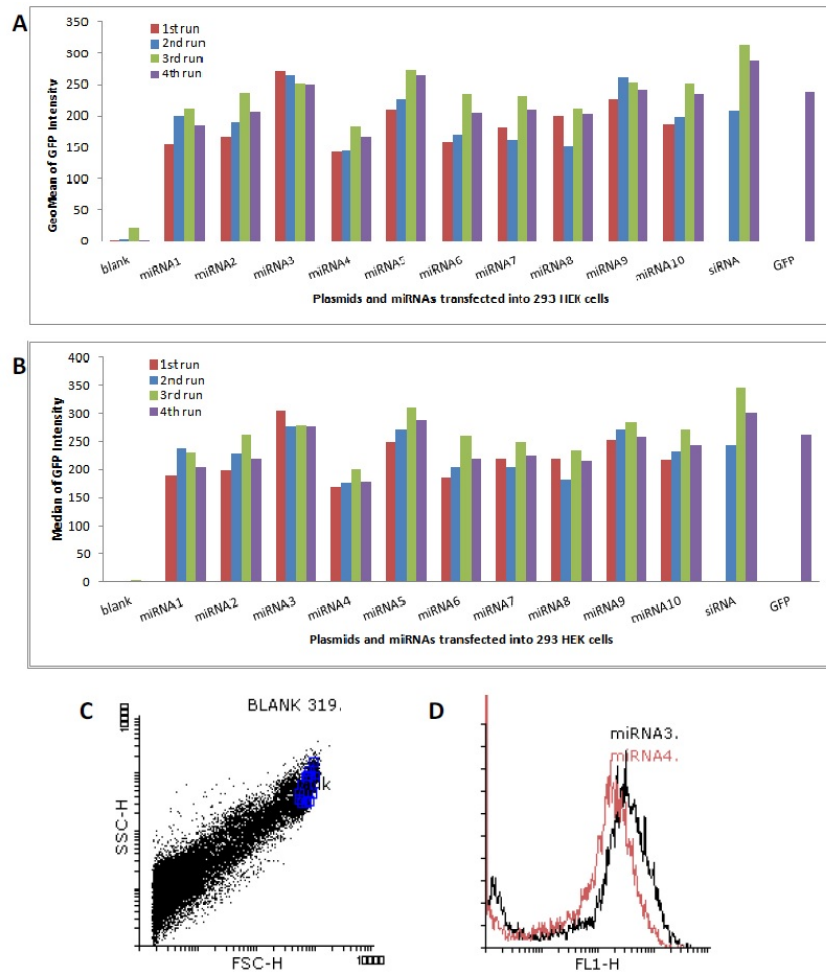 A
350
300
250
200
150
100
50
0
GeoMean of GFP Intensity
1st run
2nd run
3rd run
4th run
blank
miRNA1
miRNA2
miRNA3
miRNA4
miRNA5
miRNA6
miRNA7
miRNA8
miRNA9
miRNA10
siRNA
GFP
Plasmids and miRNAs transfected into 293 HEK cells
B
400
350
300
250
200
150
100
50
0
Median of GFP Intensity
1st run
2nd run
3rd run
4th run
blank
miRNA1
miRNA2
miRNA3
miRNA4
miRNA5
miRNA6
miRNA7
miRNA8
miRNA9
miRNA10
siRNA
GFP
Plasmids and miRNAs transfected into 293 HEK cells
C
BLANK 319.
SSC-H
FSC-H
D
miRNA3.
miRNA4.
FL1-H